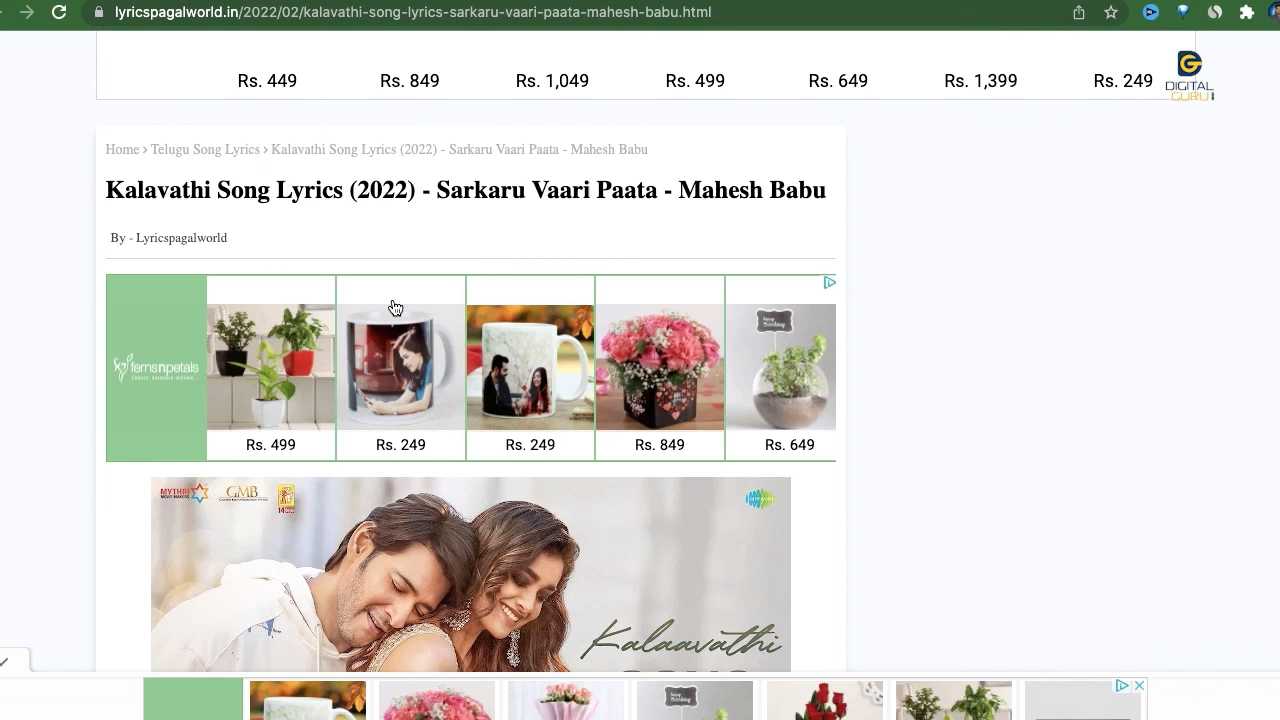 lyricspagalworld.in/2022/02/kalavathi-song-lyrics-sarkaru-vaari-paata-mahesh-babu.html
Rs. 449 Rs. 849 Rs. 1,049 Rs. 499 Rs. 649 Rs. 1,399 Rs. 249
DIGITAL
GURU
Home › Telugu Song Lyrics › Kalavathi Song Lyrics (2022) - Sarkaru Vaari Paata - Mahesh Babu
Kalavathi Song Lyrics (2022) - Sarkaru Vaari Paata - Mahesh Babu
By - Lyricspagalworld
fernsnpetals
Rs. 499 Rs. 249 Rs. 249 Rs. 849 Rs. 649
MYTHRI GMB
MOVIE MAKERS
Kalaavathi